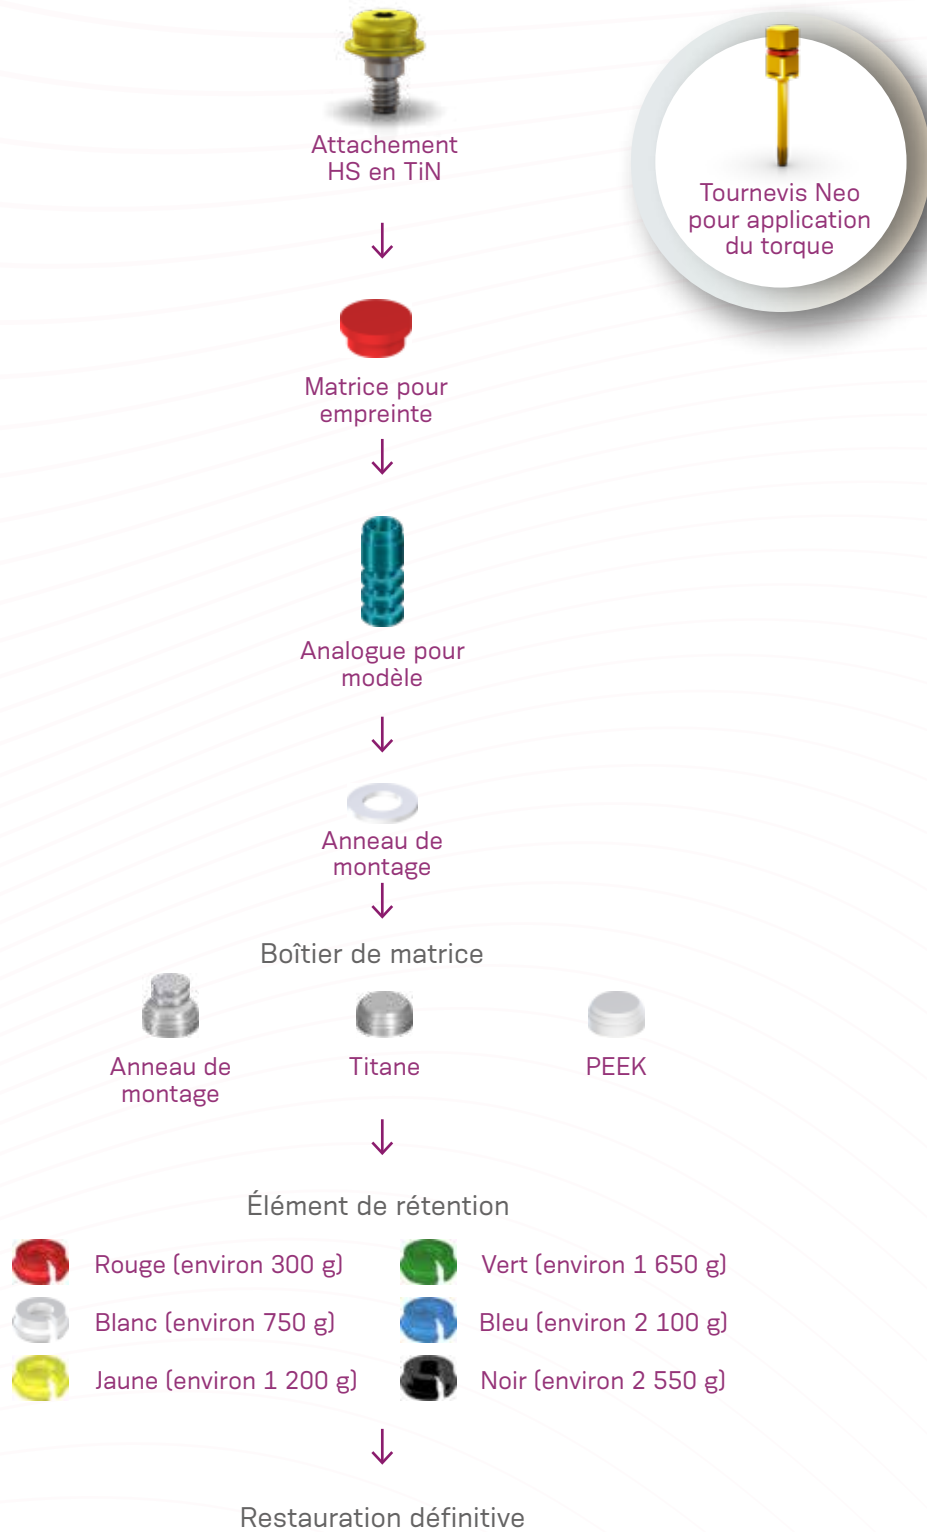 Attachement
HS en TiN
Tournevis Neo
pour application
du torque
Matrice pour
empreinte
Analogue pour
modèle
Anneau de
montage
Boîtier de matrice
Anneau de
montage
Titane
PEEK
Élément de rétention
Rouge (environ 300 g)
Vert (environ 1 650 g)
Blanc (environ 750 g)
Bleu (environ 2 100 g)
Jaune (environ 1 200 g)
Noir (environ 2 550 g)
Restauration définitive